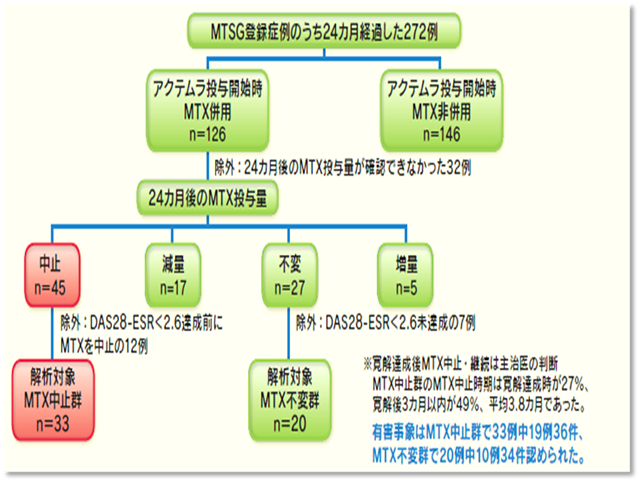 MTSG登録症例のうち24カ月経過した272例
アクテムラ投与開始時
MTX併用
n=126
アクテムラ投与開始時
MTX非併用
n=146
除外：24カ月後のMTX投与量が確認できなかった32例
24カ月後のMTX投与量
中止
n=45
減量
n=17
不変
n=27
増量
n=5
除外：DAS28-ESR<2.6達成前に
MTXを中止の12例
除外：DAS28-ESR<2.6未達成の7例
解析対象
MTX中止群
n=33
解析対象
MTX不変群
n=20
※寛解達成後MTX中止・継続は主治医の判断
MTX中止群のMTX中止時期は寛解達成時が27%、
寛解後3カ月以内が49%、平均3.8カ月であった。
有害事象はMTX中止群で33例中19例36件、
MTX不変群で20例中10例34件認められた。